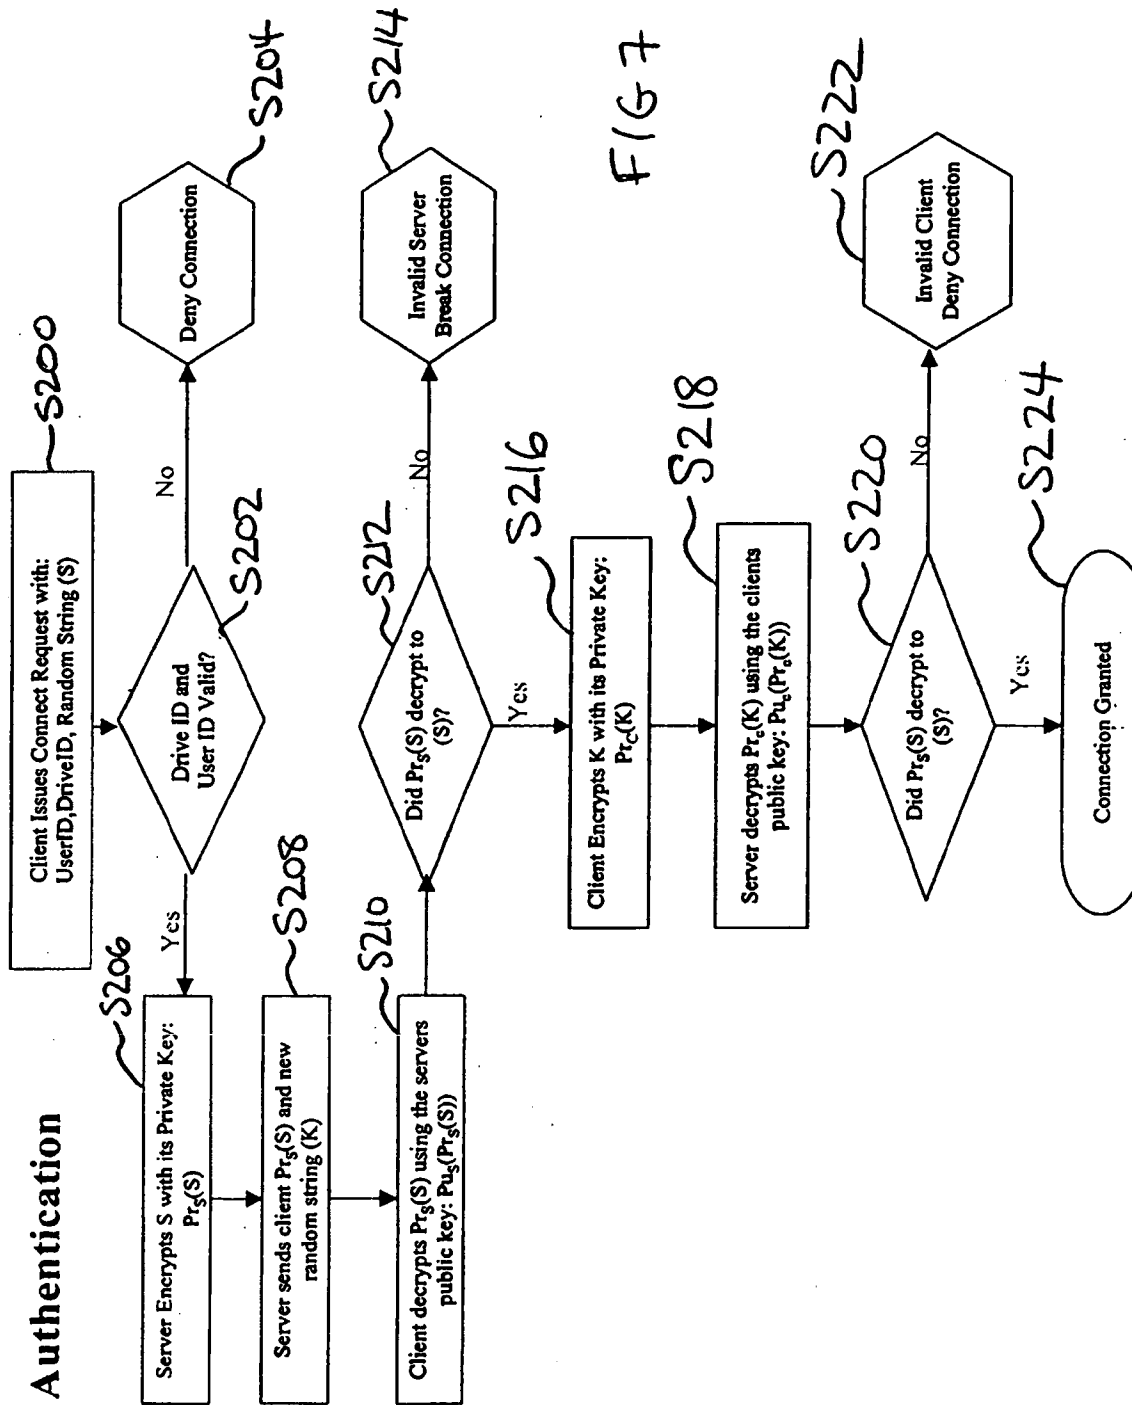 Authentication
Client Issues Connect Request with:
UserID,DriveID, Random String (S)
S200
Drive ID and
User ID Valid?
S202
No
Deny Connection
S204
Yes
Server Encrypts S with its Private Key:
Prs(S)
S206
Server sends client Prs(S) and new
random string (K)
S208
Client decrypts Prs(S) using the servers
public key: Pus(Prs(S))
S210
Did Prs(S) decrypt to
(S)?
S212
No
Invalid Server
Break Connection
S214
Yes
Client Encrypts K with its Private Key:
Prc(K)
S216
Server decrypts Prc(K) using the clients
public key: Puc(Prc(K))
S218
Did Prs(S) decrypt to
(S)?
S220
No
Invalid Client
Deny Connection
S222
Yes
Connection Granted
S224
FIG 7